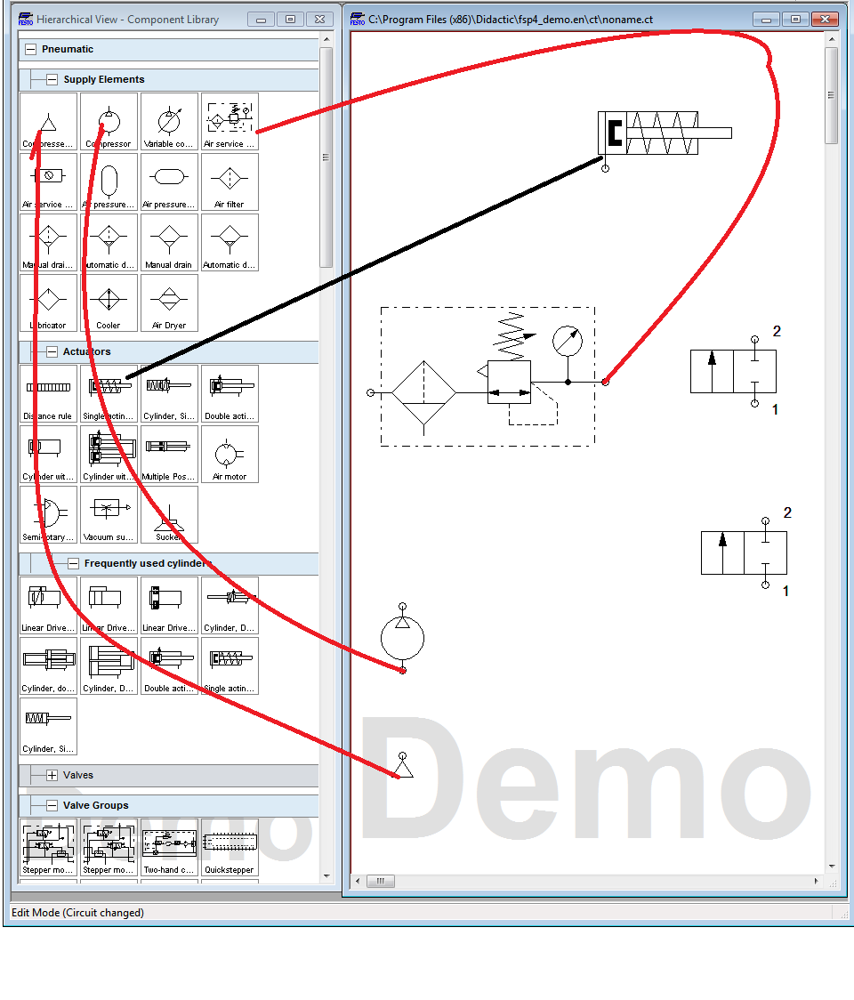 FESTO Hierarchical View - Component Library
FESTO C:\Program Files (x86)\Didactic\fsp4_demo.en\ct\noname.ct
Pneumatic
Supply Elements
Compresse... Compressor Variable co... Air service ...
Air service ... Air pressure... Air pressure... Air filter
Manual drai... Automatic d... Manual drain Automatic d...
Lubricator Cooler Air Dryer
Actuators
Distance rule Single actin... Cylinder, Si... Double acti...
Cylinder wit... Cylinder wit... Multiple Pos... Air motor
Semi-rotary... Vacuum su... Sucker
Frequently used cylinders
Linear Drive... Linear Drive... Linear Drive... Cylinder, D...
Cylinder, do... Cylinder, D... Double acti... Single actin...
Cylinder, Si...
Valves
Valve Groups
Stepper mo... Stepper mo... Two-hand c... Quickstepper
2
1
2
1
Demo
Demo
Edit Mode (Circuit changed)